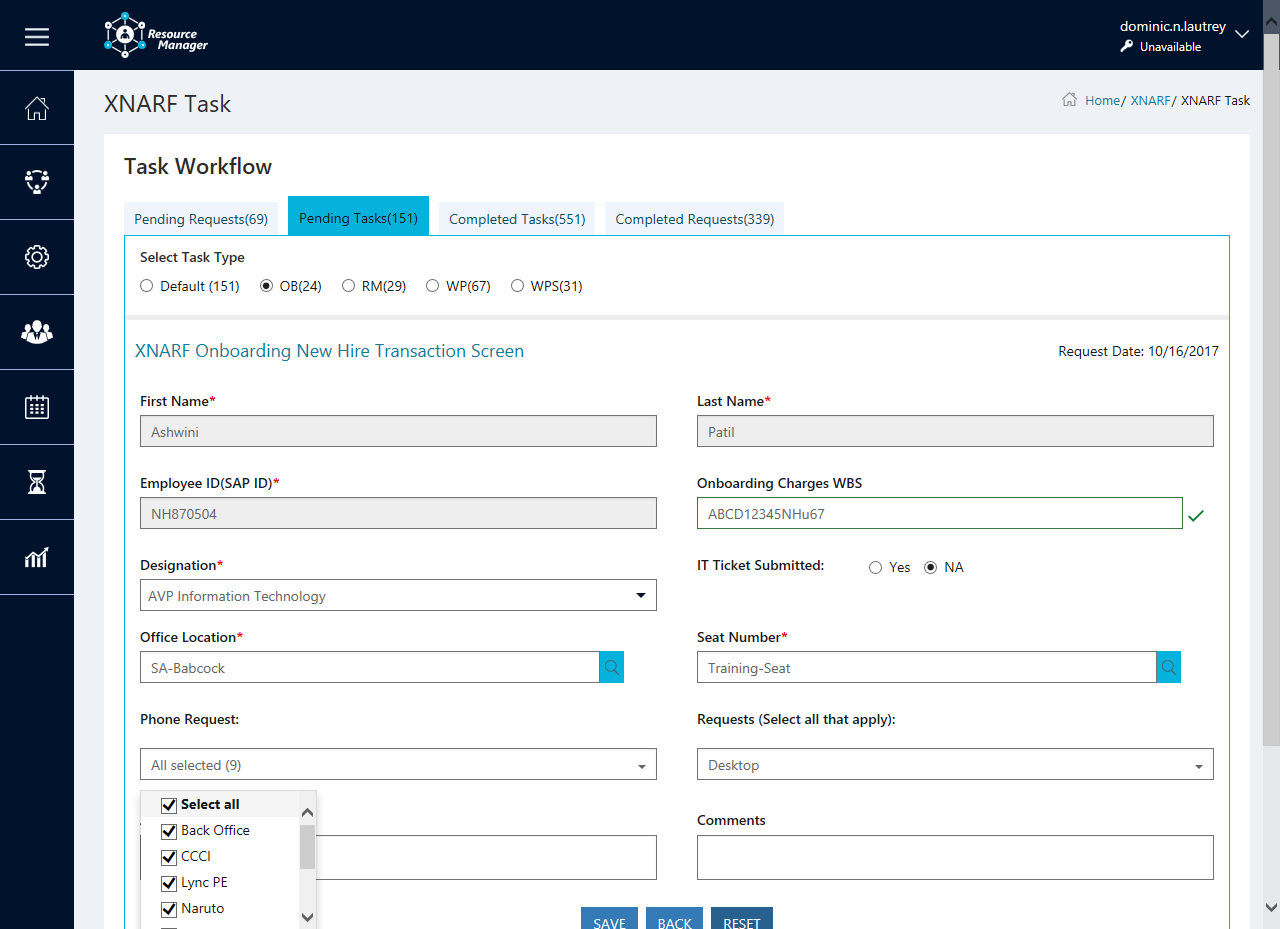 Resource
Manager
dominic.n.lautrey
Unavailable
XNARF Task
Home/ XNARF/ XNARF Task
Task Workflow
Pending Requests(69)
Pending Tasks(151)
Completed Tasks(551)
Completed Requests(339)
Select Task Type
Default (151)
OB(24)
RM(29)
WP(67)
WPS(31)
XNARF Onboarding New Hire Transaction Screen
Request Date: 10/16/2017
First Name*
Last Name*
Ashwini
Patil
Employee ID(SAP ID)*
Onboarding Charges WBS
NH870504
ABCD12345NHu67
Designation*
IT Ticket Submitted:
Yes
NA
AVP Information Technology
Office Location*
Seat Number*
SA-Babcock
Training-Seat
Phone Request:
Requests (Select all that apply):
All selected (9)
Desktop
Select all
Back Office
CCCI
Lync PE
Naruto
Comments
SAVE
BACK
RESET